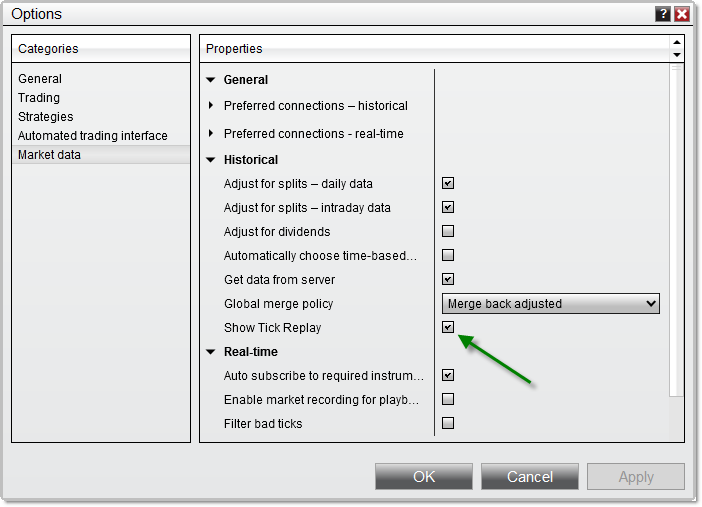 Options
?
Categories
Properties
General
Trading
Strategies
Automated trading interface
Market data
General
Preferred connections – historical
Preferred connections - real-time
Historical
Adjust for splits – daily data
Adjust for splits – intraday data
Adjust for dividends
Automatically choose time-based...
Get data from server
Global merge policy Merge back adjusted
Show Tick Replay
Real-time
Auto subscribe to required instrum...
Enable market recording for playb...
Filter bad ticks
OK Cancel Apply